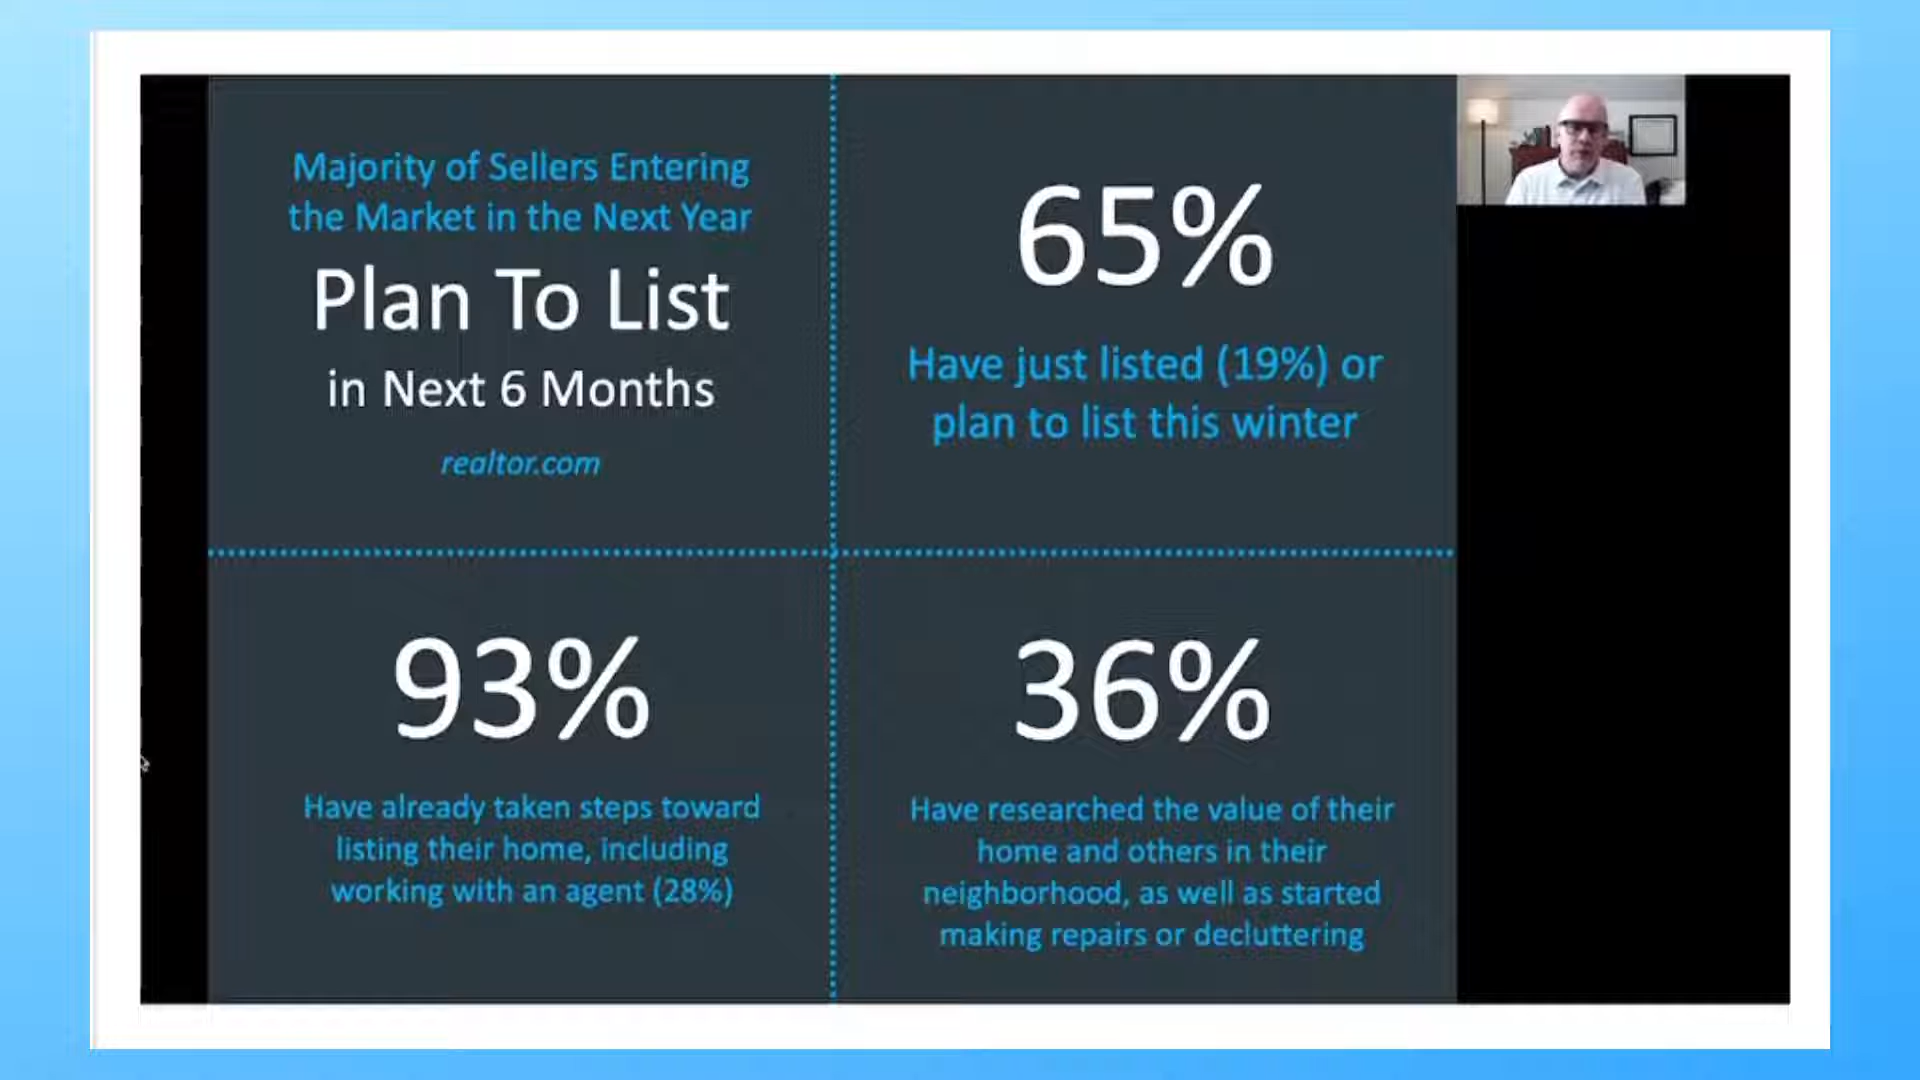 Majority of Sellers Entering
the Market in the Next Year
Plan To List
in Next 6 Months
realtor.com
65%
Have just listed (19%) or
plan to list this winter
93%
Have already taken steps toward
listing their home, including
working with an agent (28%)
36%
Have researched the value of their
home and others in their
neighborhood, as well as started
making repairs or decluttering